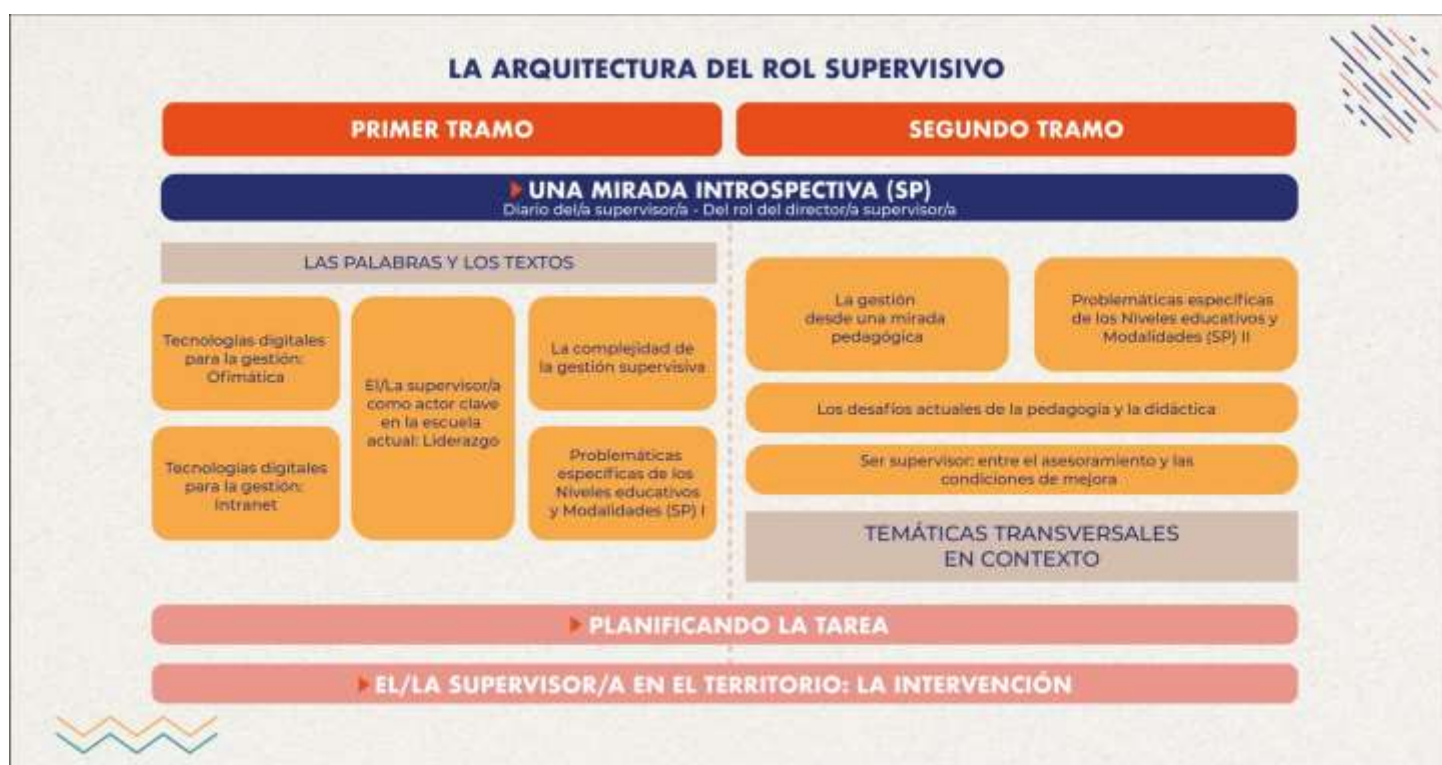 LA ARQUITECTURA DEL ROL SUPERVISIVO
PRIMER TRAMO
SEGUNDO TRAMO
UNA MIRADA INTROSPECTIVA (SP)
Diario del/a supervisor/a - Del rol del director/a supervisor/a
LAS PALABRAS Y LOS TEXTOS
Tecnologías digitales
para la gestión:
Ofimática
Tecnologías digitales
para la gestión:
Intranet
El/La supervisor/a
como actor clave
en la escuela
actual: Liderazgo
La complejidad de
la gestión supervisiva
Problemáticas
específicas de los
Niveles educativos
y Modalidades (SP) I
La gestión
desde una mirada
pedagógica
Problemáticas específicas
de los Niveles educativos y
Modalidades (SP) II
Los desafíos actuales de la pedagogía y la didáctica
Ser supervisor: entre el asesoramiento y las
condiciones de mejora
TEMÁTICAS TRANSVERSALES
EN CONTEXTO
PLANIFICANDO LA TAREA
EL/LA SUPERVISOR/A EN EL TERRITORIO: LA INTERVENCIÓN